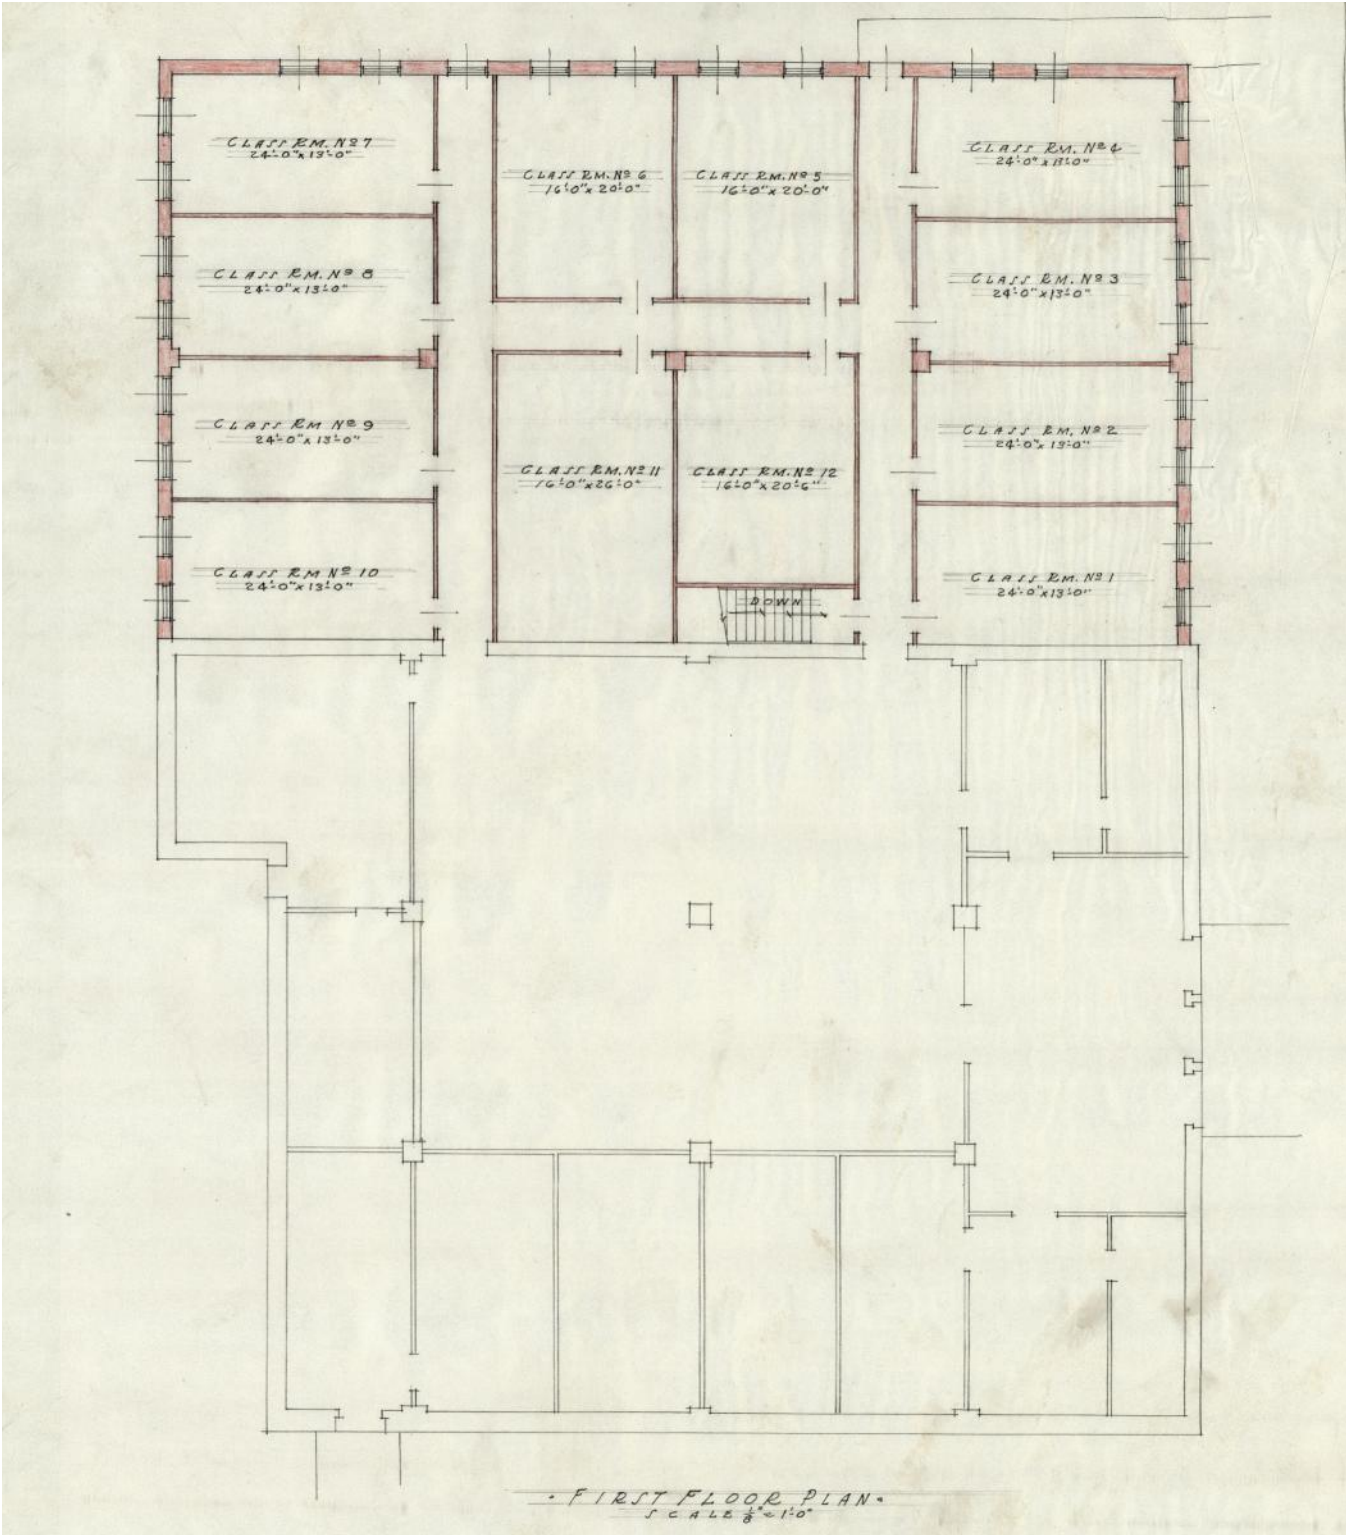 CLASS RM. Nº 7
24'-0" x 13'-0"
CLASS RM. Nº 6
16'-0" x 20'-0"
CLASS RM. Nº 5
16'-0" x 20'-0"
CLASS RM. Nº 4
24'-0" x 13'-0"
CLASS RM. Nº 8
24'-0" x 13'-0"
CLASS RM. Nº 3
24'-0" x 13'-0"
CLASS RM Nº 9
24'-0" x 13'-0"
CLASS RM. Nº 2
24'-0" x 13'-0"
CLASS RM. Nº 11
16'-0" x 26'-0"
CLASS RM. Nº 12
16'-0" x 20'-6"
CLASS RM Nº 10
24'-0" x 13'-0"
CLASS RM. Nº 1
24'-0" x 13'-0"
DOWN
· FIRST FLOOR PLAN ·
SCALE 1/8" = 1'-0"